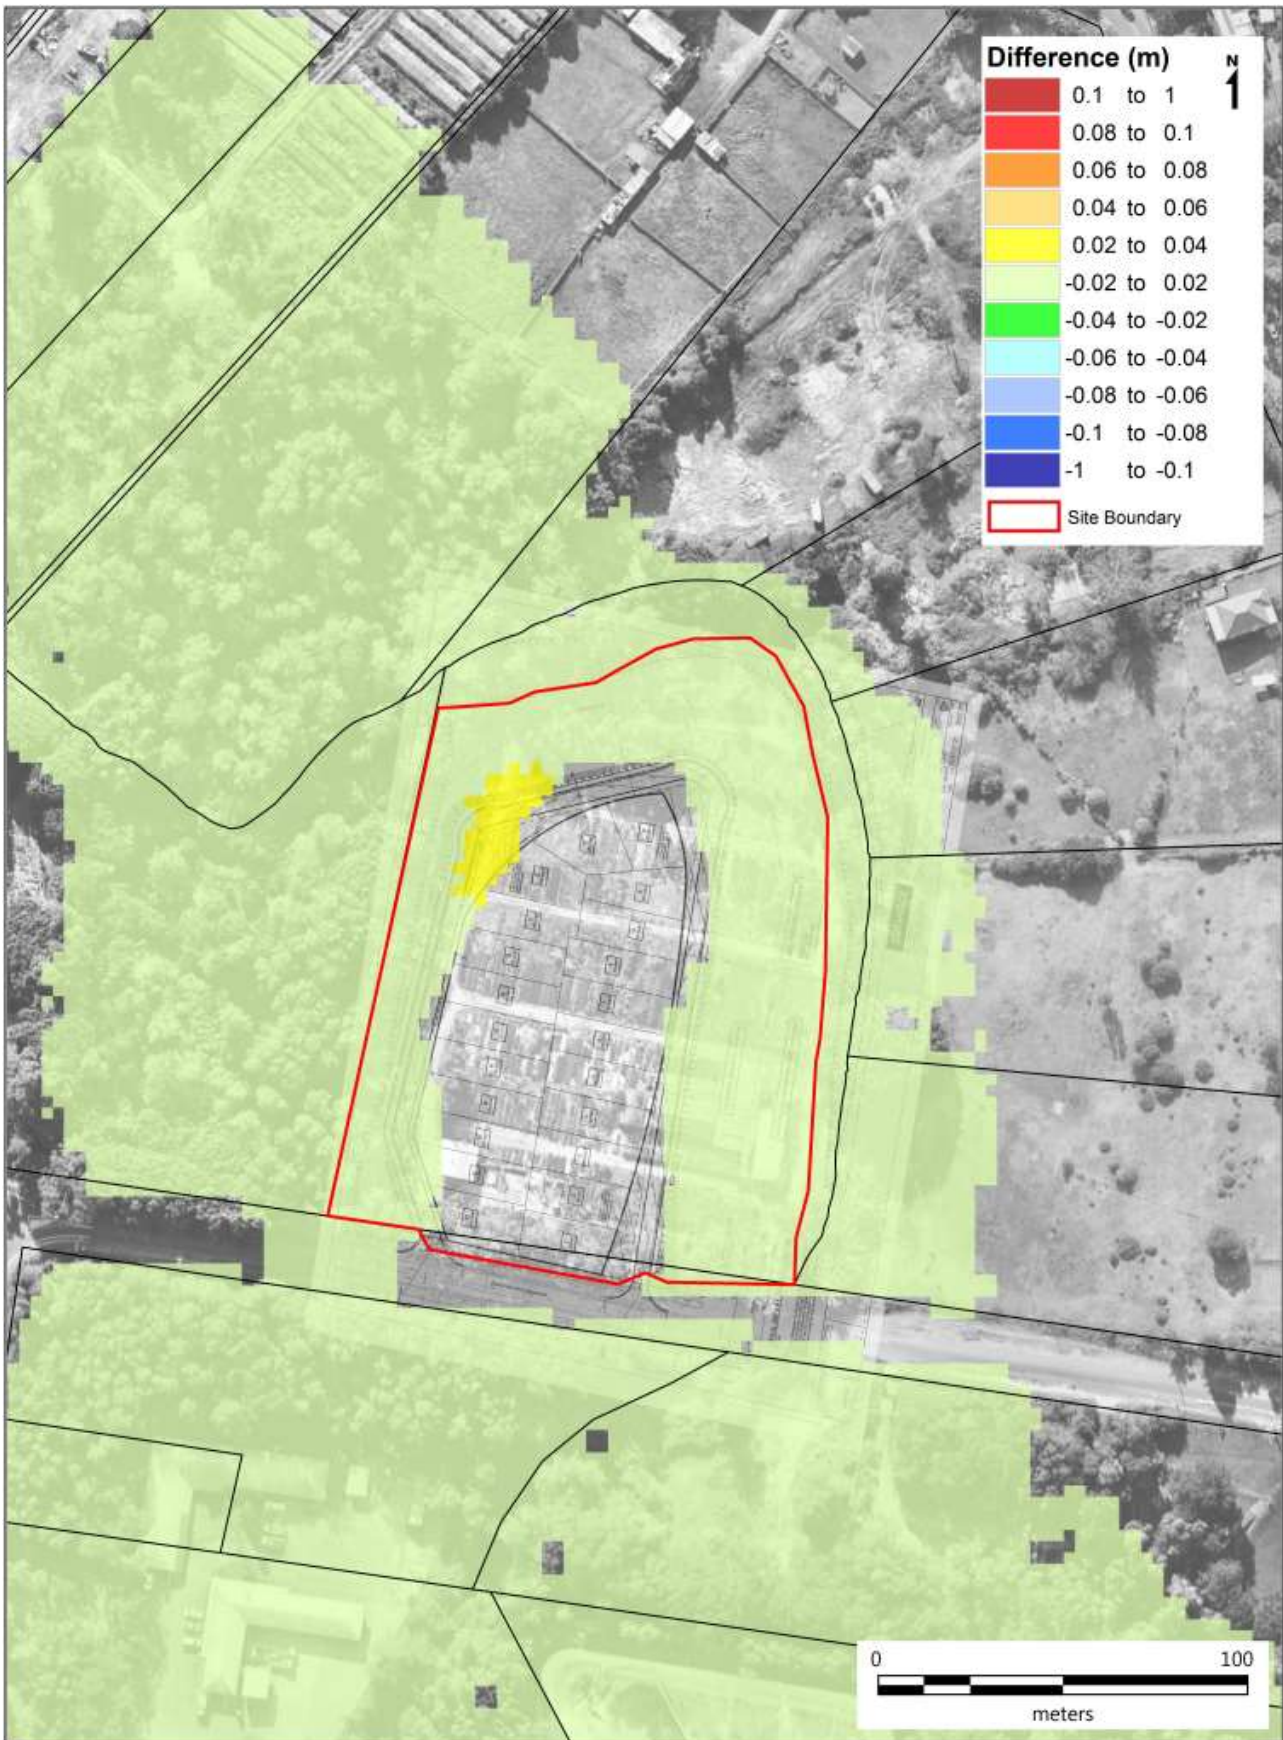 Difference (m)
N
0.1 to 1
0.08 to 0.1
0.06 to 0.08
0.04 to 0.06
0.02 to 0.04
-0.02 to 0.02
-0.04 to -0.02
-0.06 to -0.04
-0.08 to -0.06
-0.1 to -0.08
-1 to -0.1
Site Boundary
0 100
meters